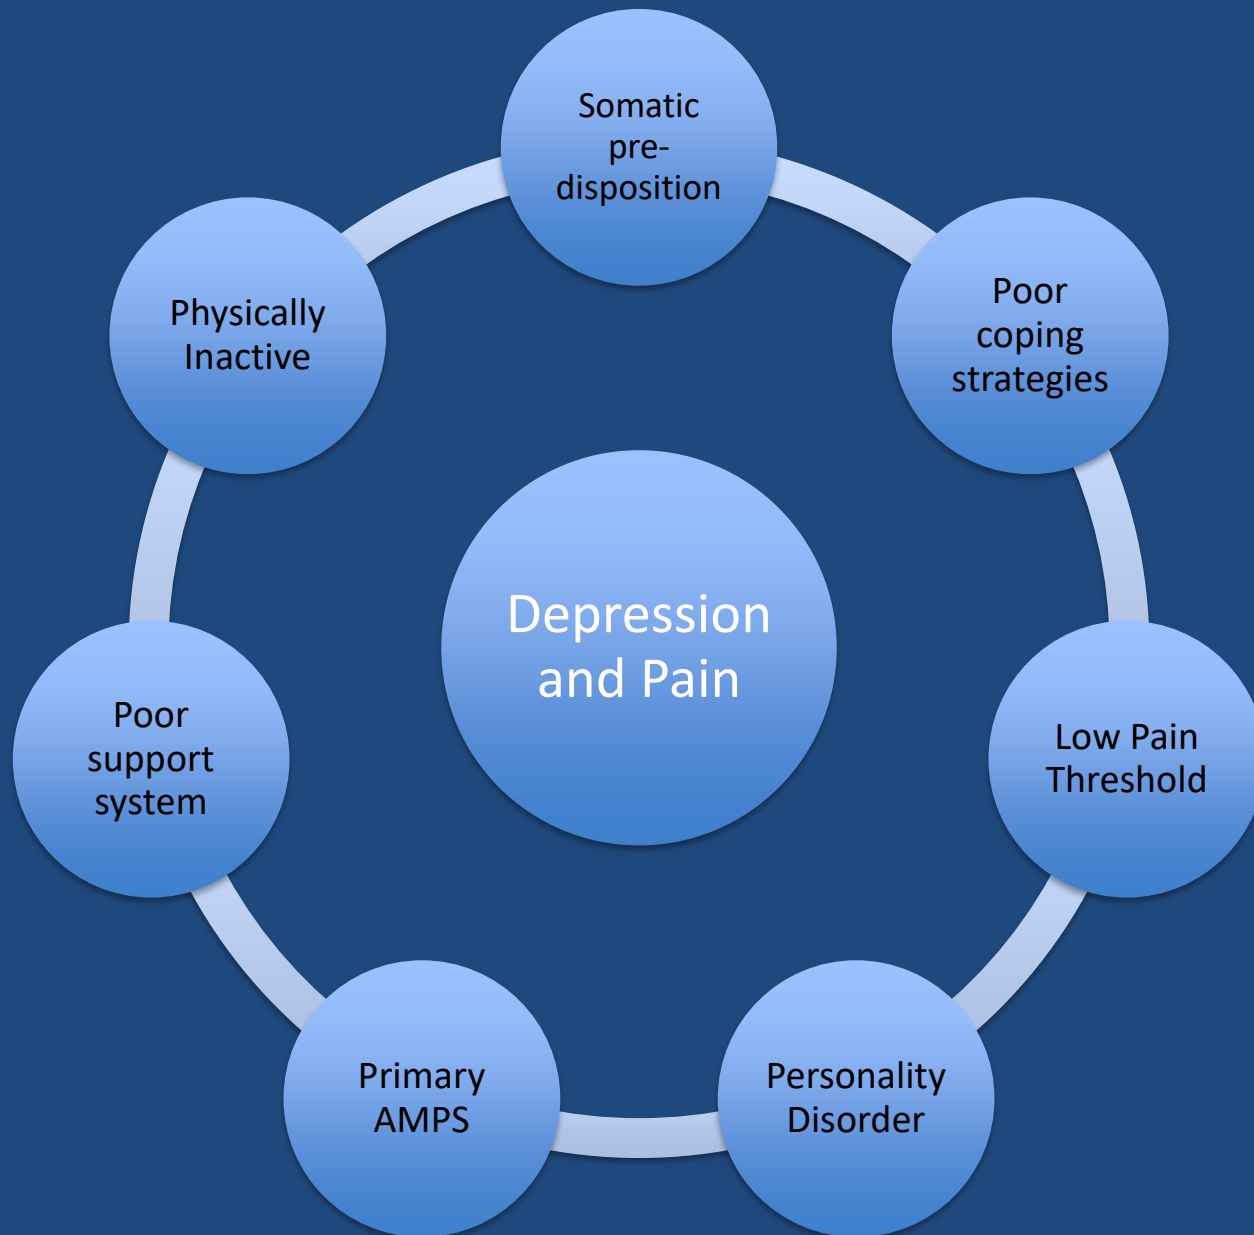 Somatic
pre-
disposition
Poor
coping
strategies
Low Pain
Threshold
Personality
Disorder
Primary
AMPS
Poor
support
system
Physically
Inactive
Depression
and Pain